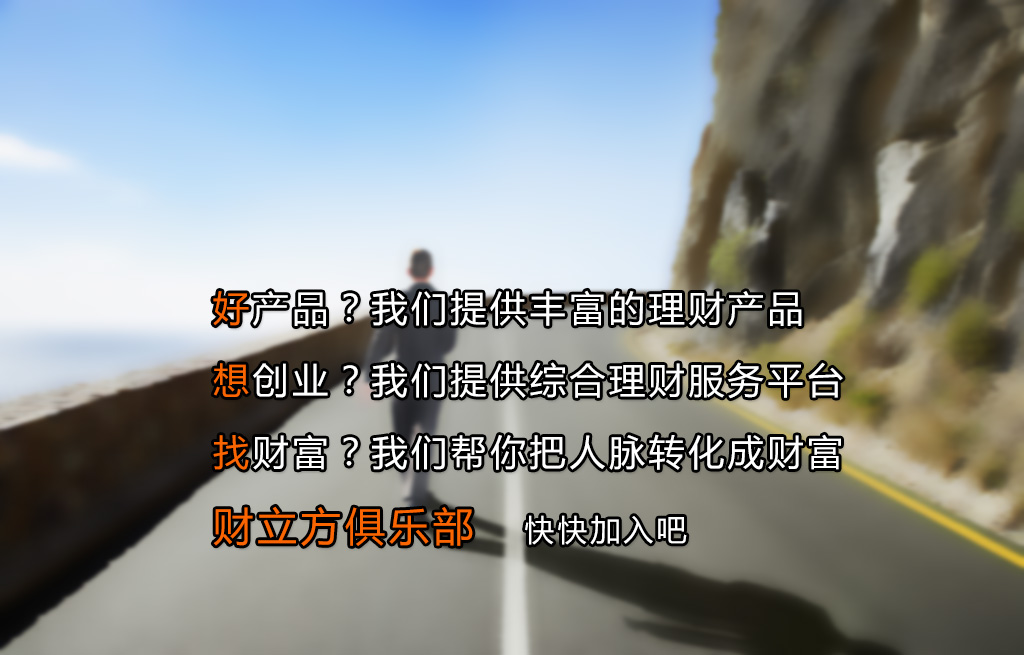 好产品？我们提供丰富的理财产品
想创业？我们提供综合理财服务平台
找财富？我们帮你把人脉转化成财富
财立方俱乐部 快快加入吧